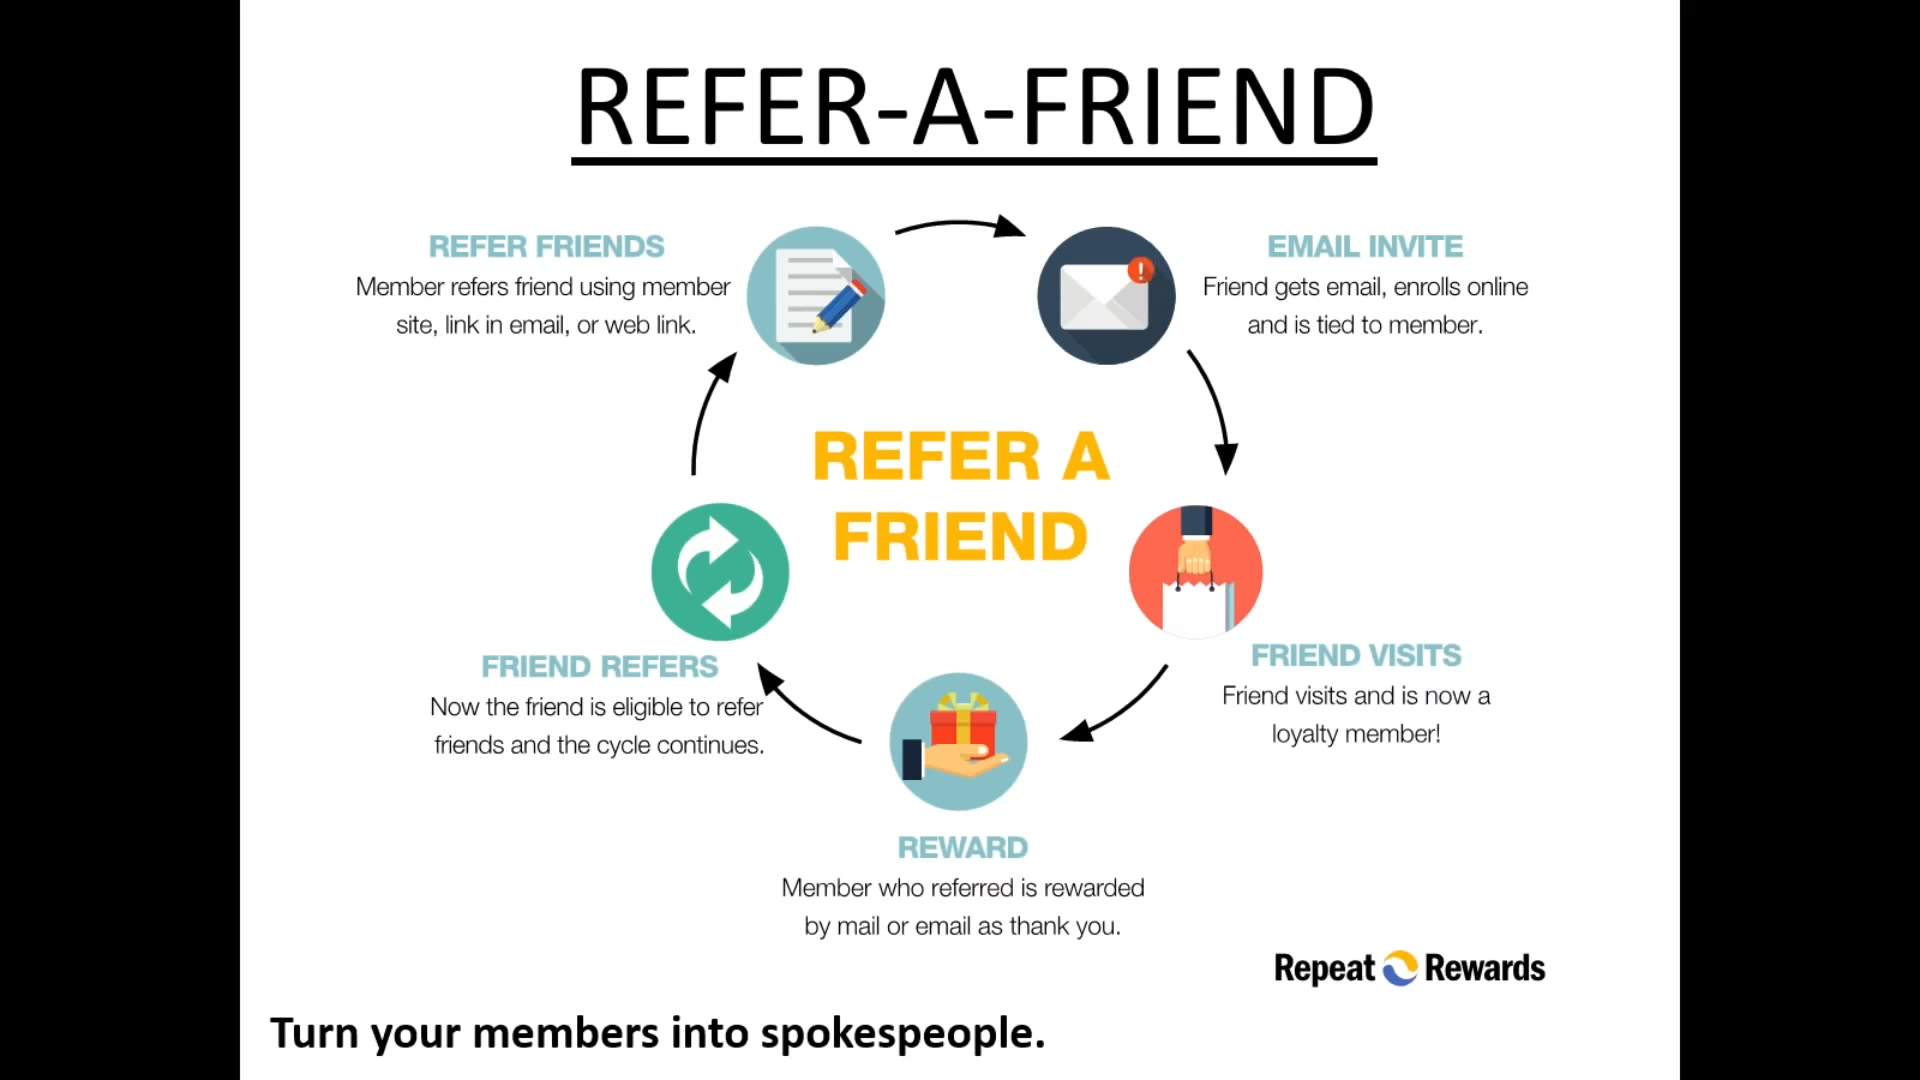 REFER-A-FRIEND
REFER FRIENDS
Member refers friend using member
site, link in email, or web link.
EMAIL INVITE
Friend gets email, enrolls online
and is tied to member.
REFER A
FRIEND
FRIEND VISITS
Friend visits and is now a
loyalty member!
FRIEND REFERS
Now the friend is eligible to refer
friends and the cycle continues.
REWARD
Member who referred is rewarded
by mail or email as thank you.
Repeat Rewards
Turn your members into spokespeople.